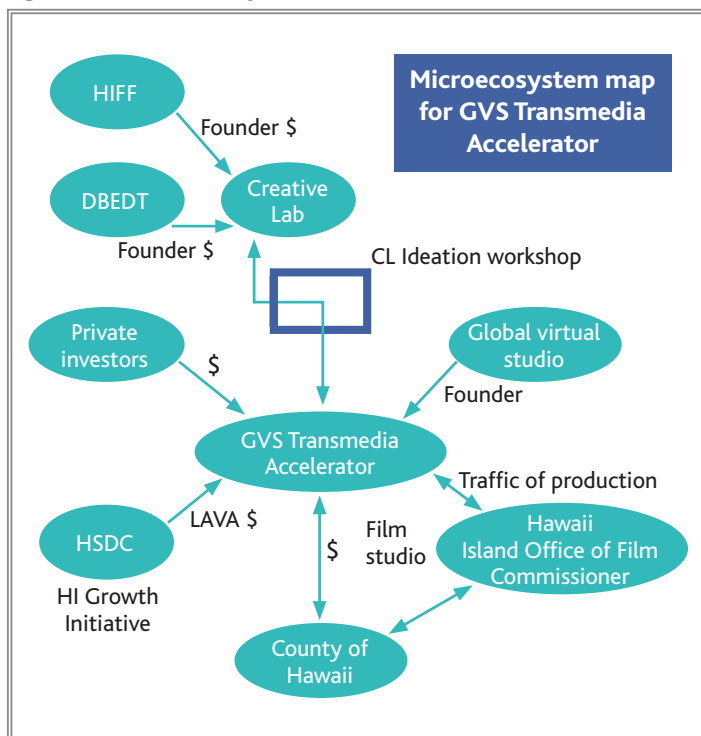 Microecosystem map
for GVS Transmedia
Accelerator
HIFF
Founder $
DBEDT
Creative
Lab
Founder $
CL Ideation workshop
Private
investors
$
Global virtual
studio
Founder
GVS Transmedia
Accelerator
Traffic of production
LAVA $
HSDC
HI Growth
Initiative
$
Film
studio
Hawaii
Island Office of Film
Commissioner
County of
Hawaii